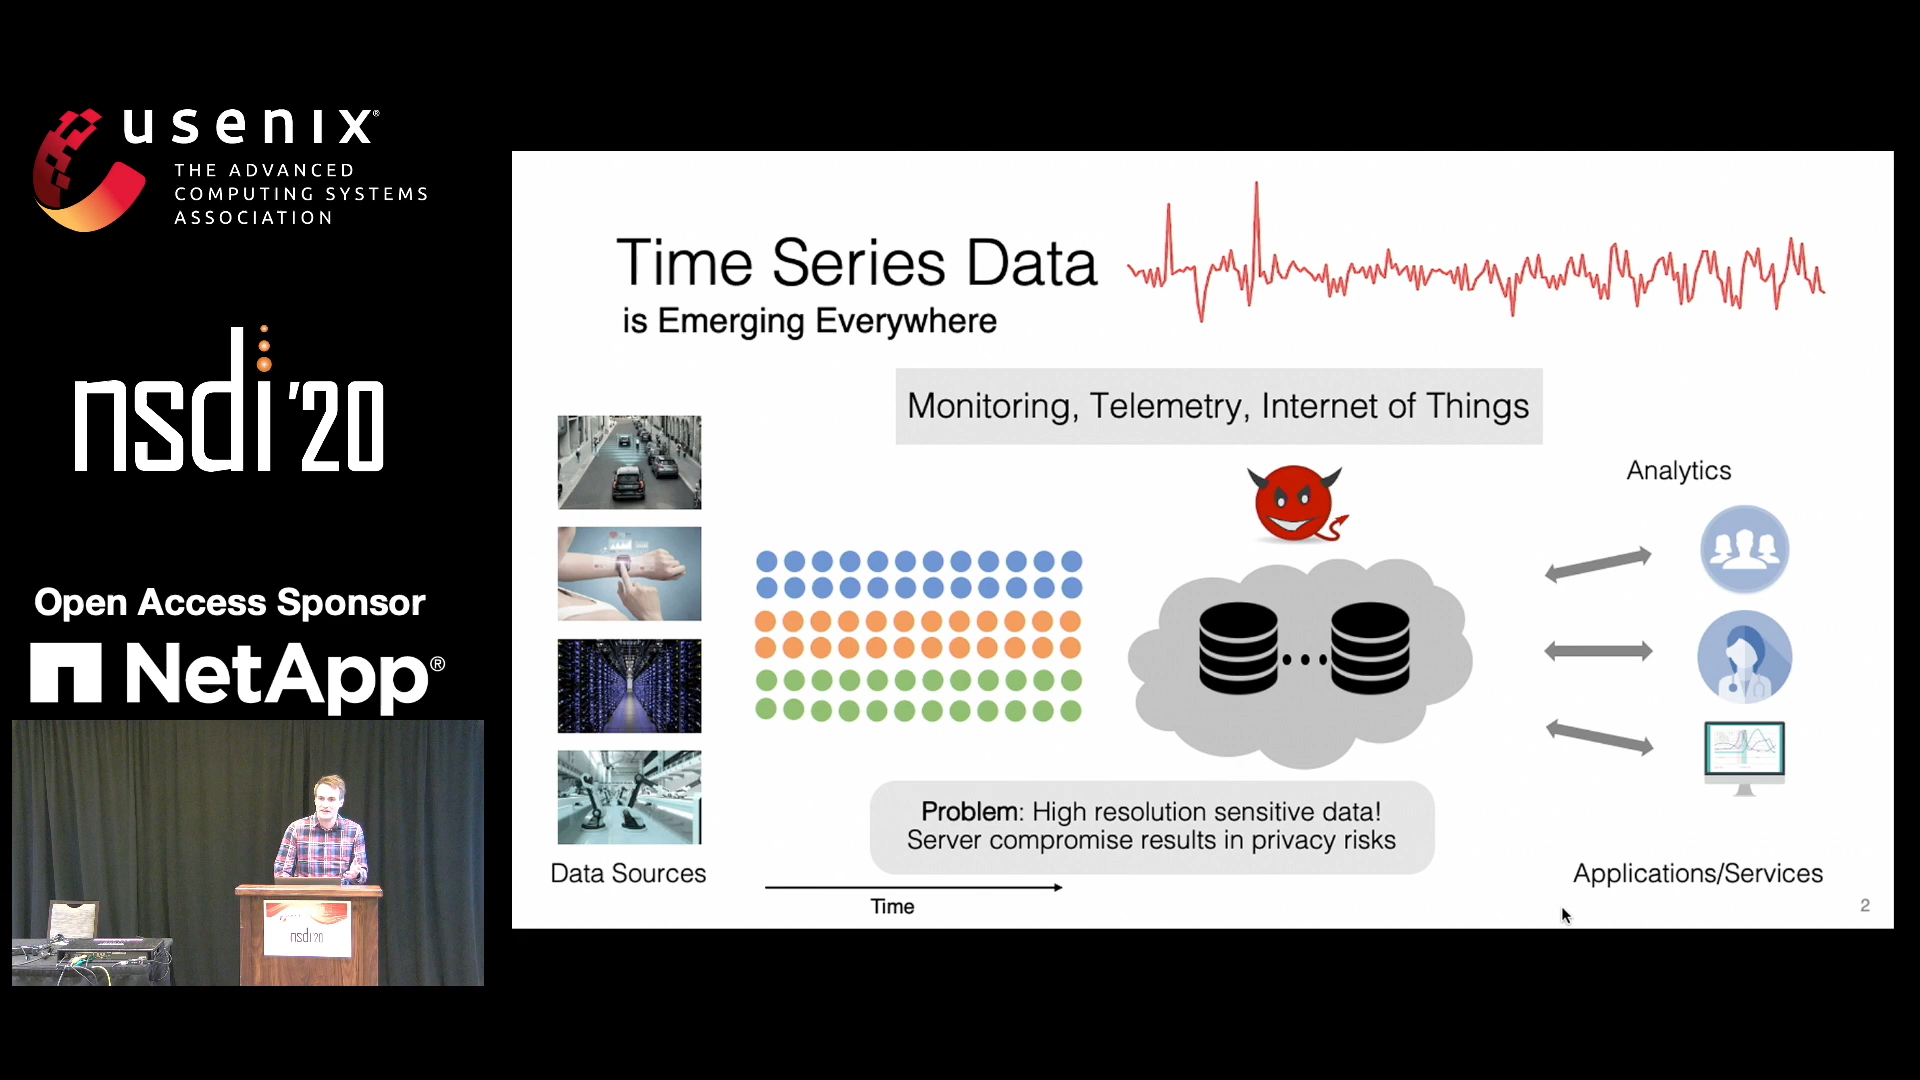 usenix®
THE ADVANCED
COMPUTING SYSTEMS
ASSOCIATION
nsdi '20
Open Access Sponsor
NetApp®
nsdi '20
Time Series Data
is Emerging Everywhere
Monitoring, Telemetry, Internet of Things
Analytics
Problem: High resolution sensitive data!
Server compromise results in privacy risks
Data Sources
Time
Applications/Services
2